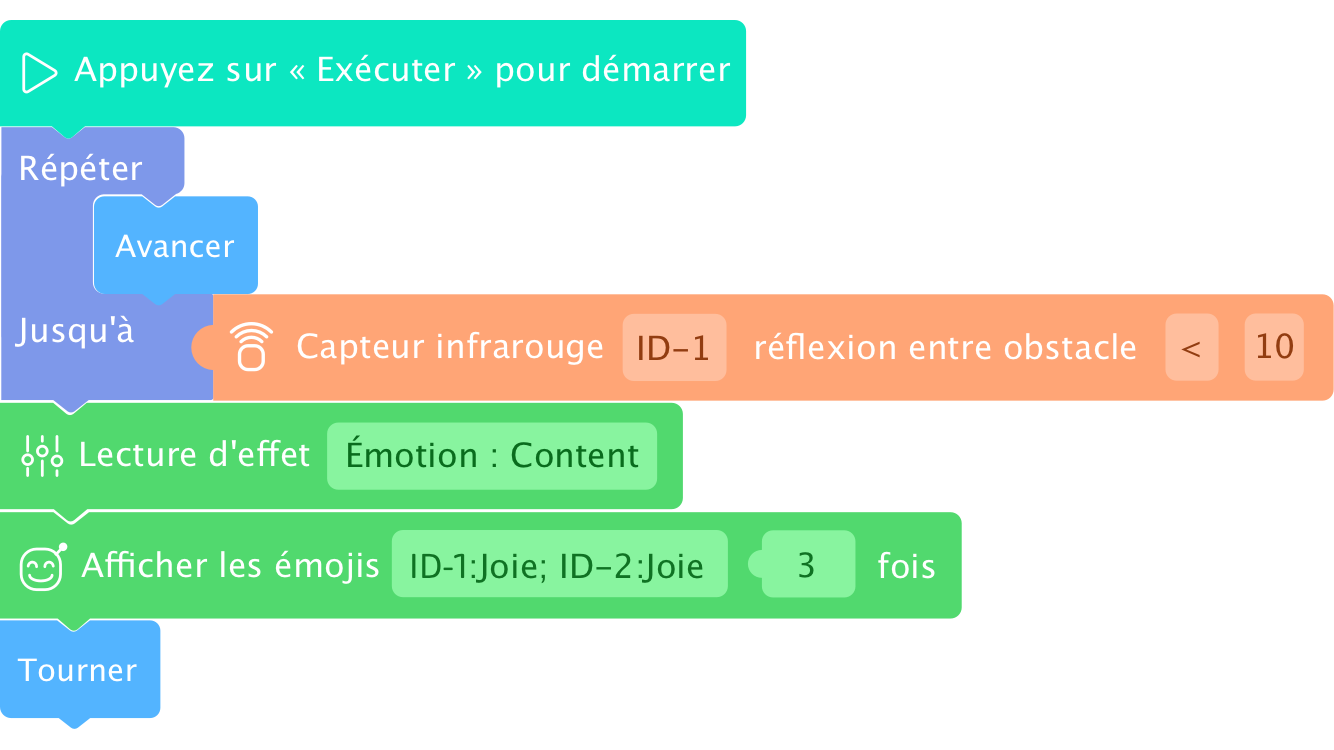 Appuyez sur « Exécuter » pour démarrer
Répéter
Avancer
Jusqu'à Capteur infrarouge ID-1 réflexion entre obstacle < 10
Lecture d'effet Émotion : Content
Afficher les émojis ID-1:Joie; ID-2:Joie 3 fois
Tourner